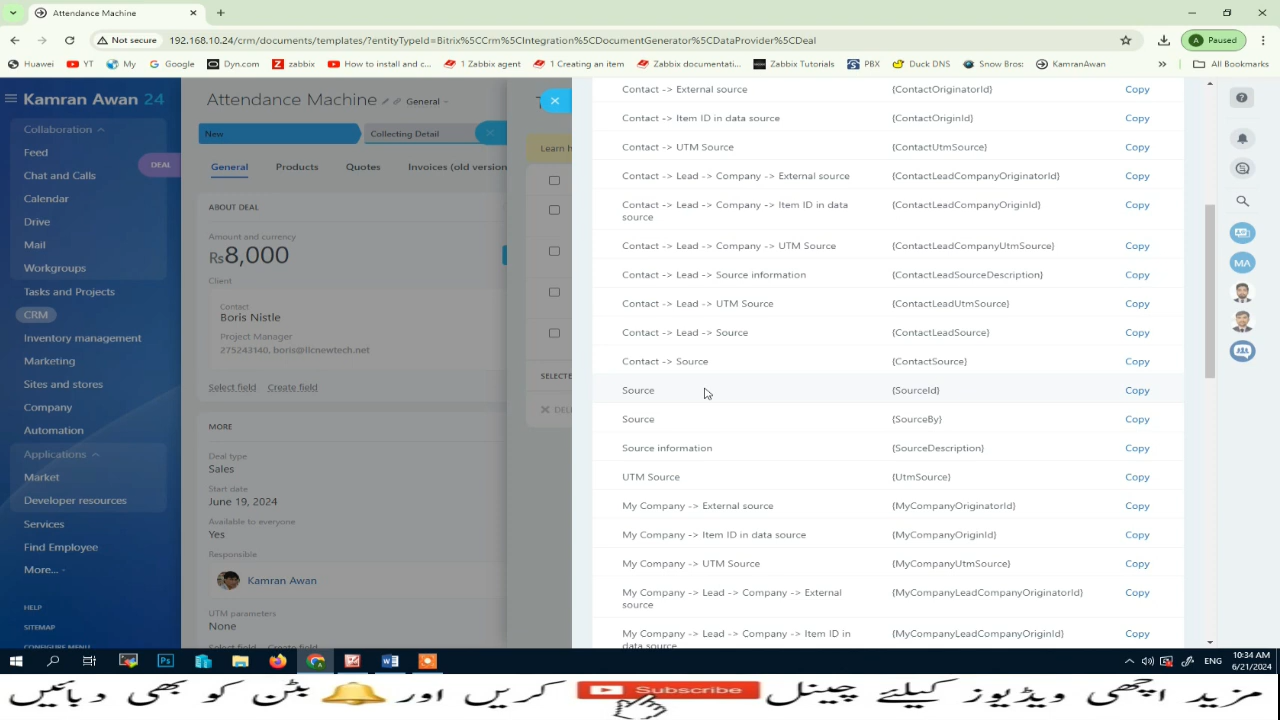 Attendance Machine
Not secure
192.168.10.24/crm/documents/templates/?entityTypeId=Bitrix%5CCrm%5CIntegration%5CDocumentGenerator%5CDataProvider%5CDeal
A
Paused
Huawei
YT
My
Google
Dyn.com
zabbix
How to install and c...
1 Zabbix agent
1 Creating an item
Zabbix documentati...
Zabbix Tutorials
PBX
Duck DNS
Snow Bros:
KamranAwan
»
All Bookmarks
Kamran Awan 24
Collaboration
Feed
Chat and Calls
Calendar
Drive
Mail
Workgroups
Tasks and Projects
CRM
Inventory management
Marketing
Sites and stores
Company
Automation
Applications
Market
Developer resources
Services
Find Employee
More...
HELP
SITEMAP
CONFIGURE MENU
DEAL
Attendance Machine
General
New
Collecting Detail
General
Products
Quotes
Invoices (old version
ABOUT DEAL
Amount and currency
Rs8,000
Client
Contact
Boris Nistle
Project Manager
275243140, boris@llcnewtech.net
Select field
Create field
MORE
Deal type
Sales
Start date
June 19, 2024
Available to everyone
Yes
Responsible
Kamran Awan
UTM parameters
None
Select field
Create field
Learn h
SELECTE
DELE
Contact -> External source {ContactOriginatorId} Copy
Contact -> Item ID in data source {ContactOriginId} Copy
Contact -> UTM Source {ContactUtmSource} Copy
Contact -> Lead -> Company -> External source {ContactLeadCompanyOriginatorId} Copy
Contact -> Lead -> Company -> Item ID in data {ContactLeadCompanyOriginId} Copy
source
Contact -> Lead -> Company -> UTM Source {ContactLeadCompanyUtmSource} Copy
Contact -> Lead -> Source information {ContactLeadSourceDescription} Copy
Contact -> Lead -> UTM Source {ContactLeadUtmSource} Copy
Contact -> Lead -> Source {ContactLeadSource} Copy
Contact -> Source {ContactSource} Copy
Source {SourceId} Copy
Source {SourceBy} Copy
Source information {SourceDescription} Copy
UTM Source {UtmSource} Copy
My Company -> External source {MyCompanyOriginatorId} Copy
My Company -> Item ID in data source {MyCompanyOriginId} Copy
My Company -> UTM Source {MyCompanyUtmSource} Copy
My Company -> Lead -> Company -> External {MyCompanyLeadCompanyOriginatorId} Copy
source
My Company -> Lead -> Company -> Item ID in {MyCompanyLeadCompanyOriginId} Copy
data source
MA
ENG
10:34 AM
6/21/2024
مزید اچھی ویڈیوز کیلئے چینل Subscribe کریں اور بٹن کو بھی دبائیں